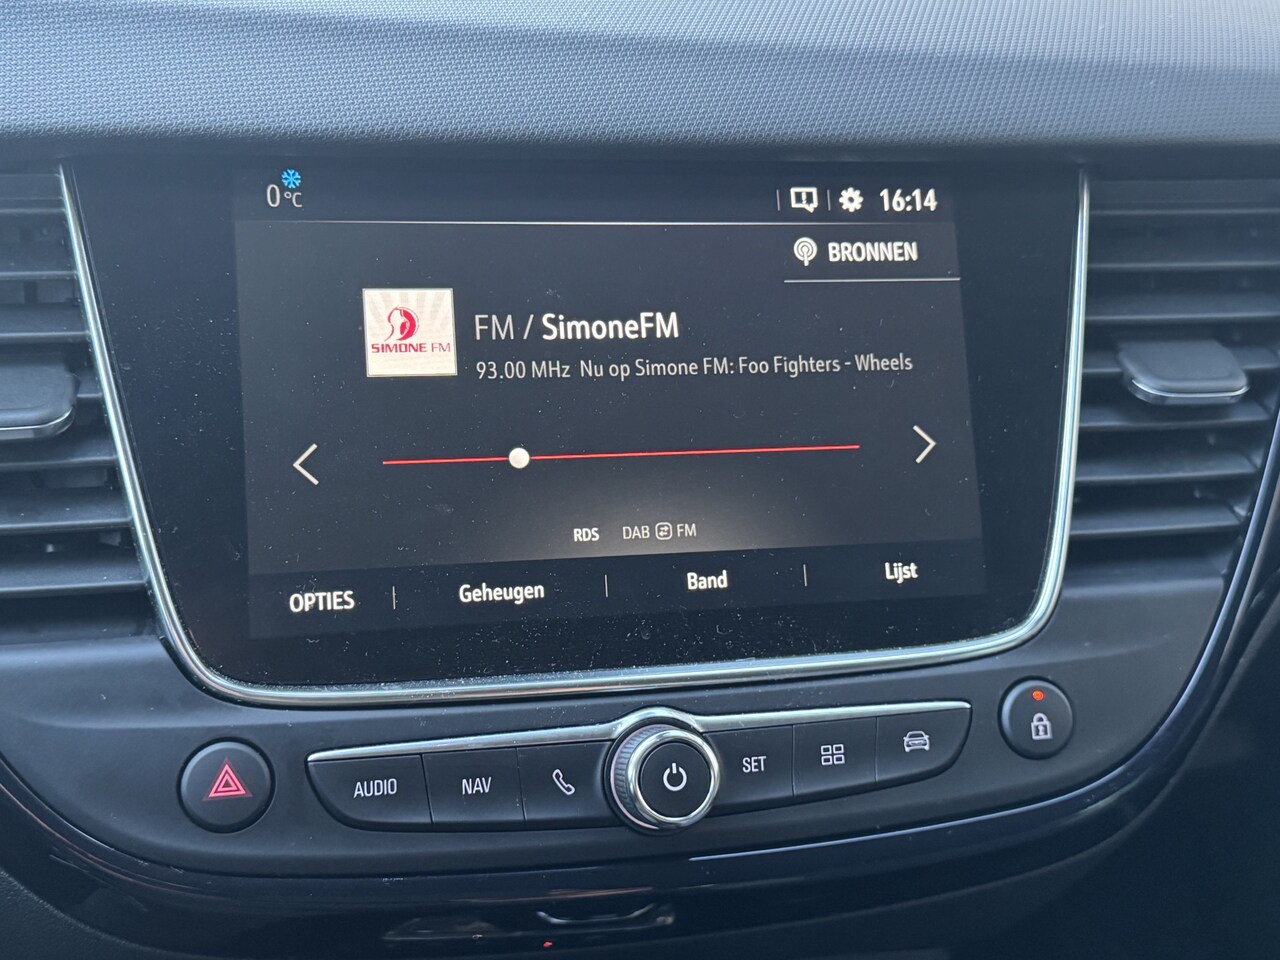 0°C
16:14
BRONNEN
SIMONE FM
FM / SimoneFM
93.00 MHz Nu op Simone FM: Foo Fighters - Wheels
RDS DAB FM
OPTIES Geheugen Band Lijst
AUDIO NAV SET